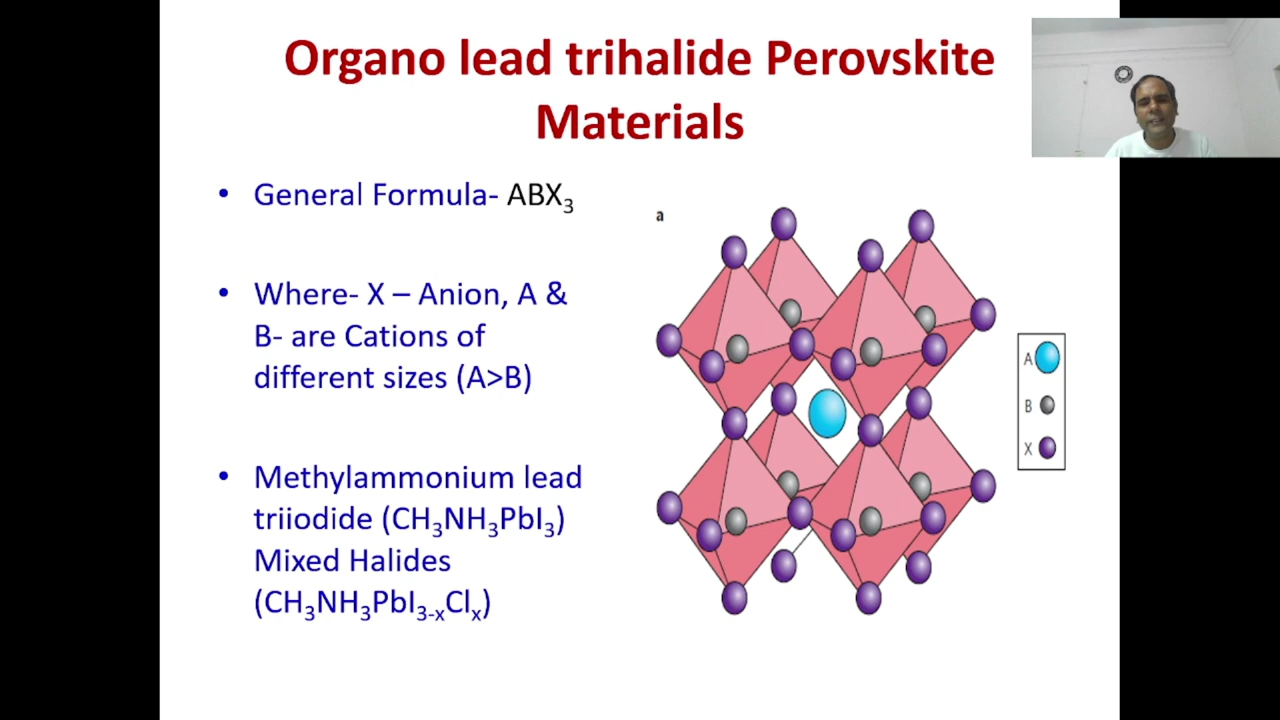 Organo lead trihalide Perovskite
Materials
• General Formula- ABX₃
• Where- X – Anion, A &
B- are Cations of
different sizes (A>B)
• Methylammonium lead
triiodide (CH₃NH₃PbI₃)
Mixed Halides
(CH₃NH₃PbI₃₋ₓClₓ)
a
A
B
X